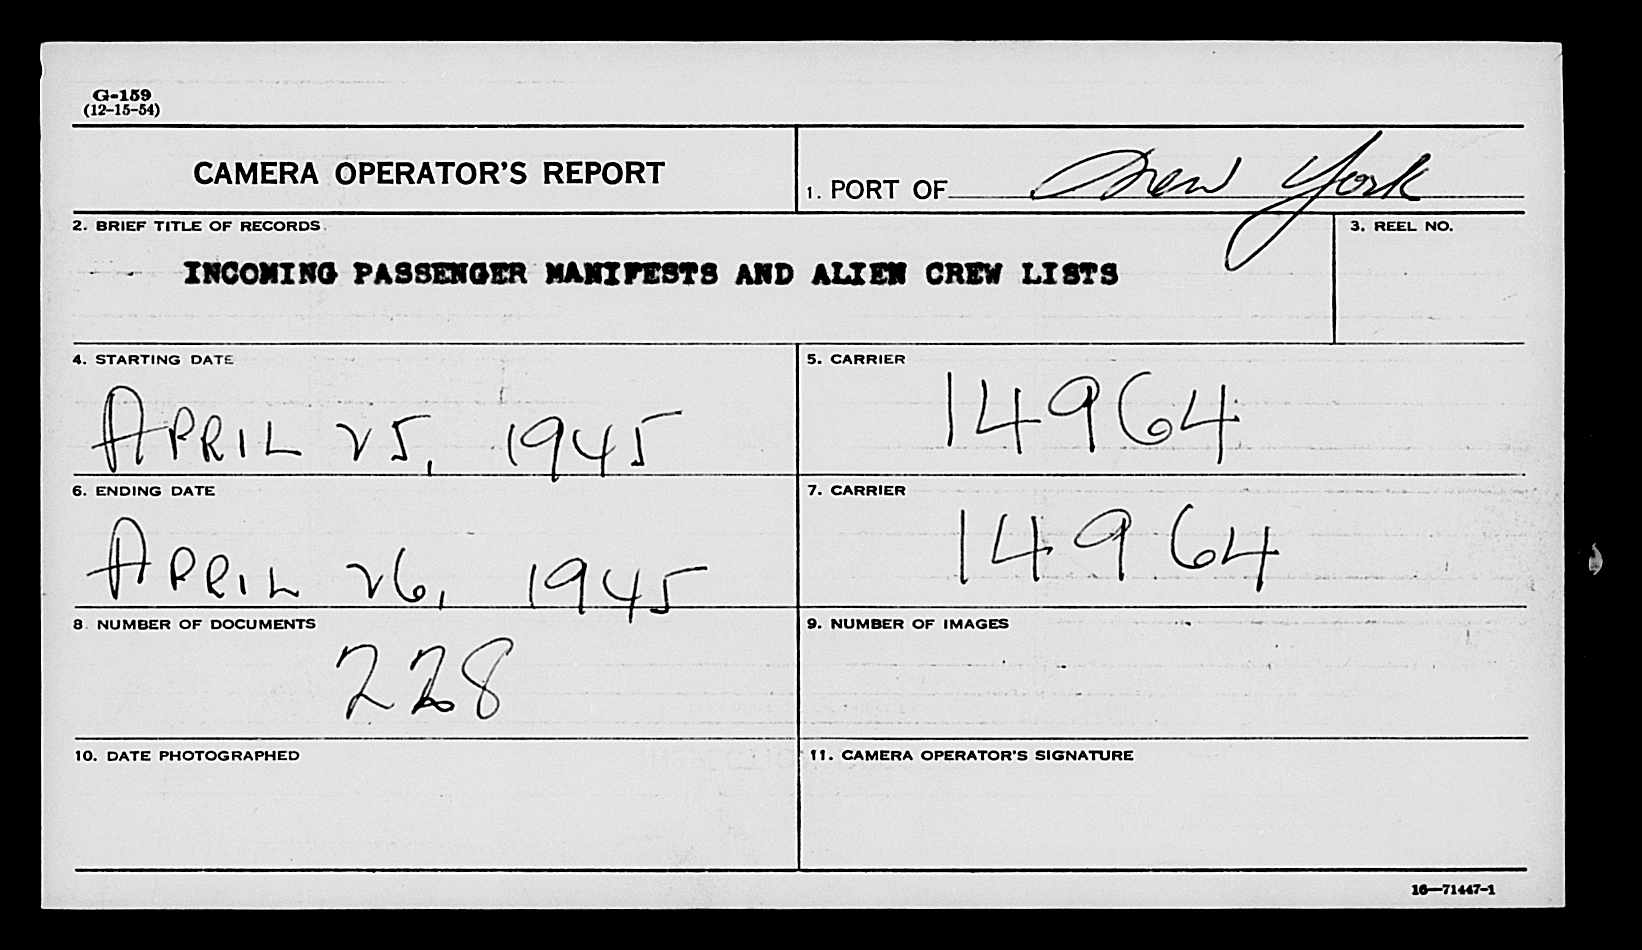 G-159
(12-15-54)
CAMERA OPERATOR'S REPORT
1. PORT OF New York
2. BRIEF TITLE OF RECORDS
3. REEL NO.
INCOMING PASSENGER MANIFESTS AND ALIEN CREW LISTS
4. STARTING DATE
5. CARRIER
APRIL 25, 1945
14964
6. ENDING DATE
7. CARRIER
APRIL 26, 1945
14964
8. NUMBER OF DOCUMENTS
9. NUMBER OF IMAGES
228
10. DATE PHOTOGRAPHED
11. CAMERA OPERATOR'S SIGNATURE
16—71447-1